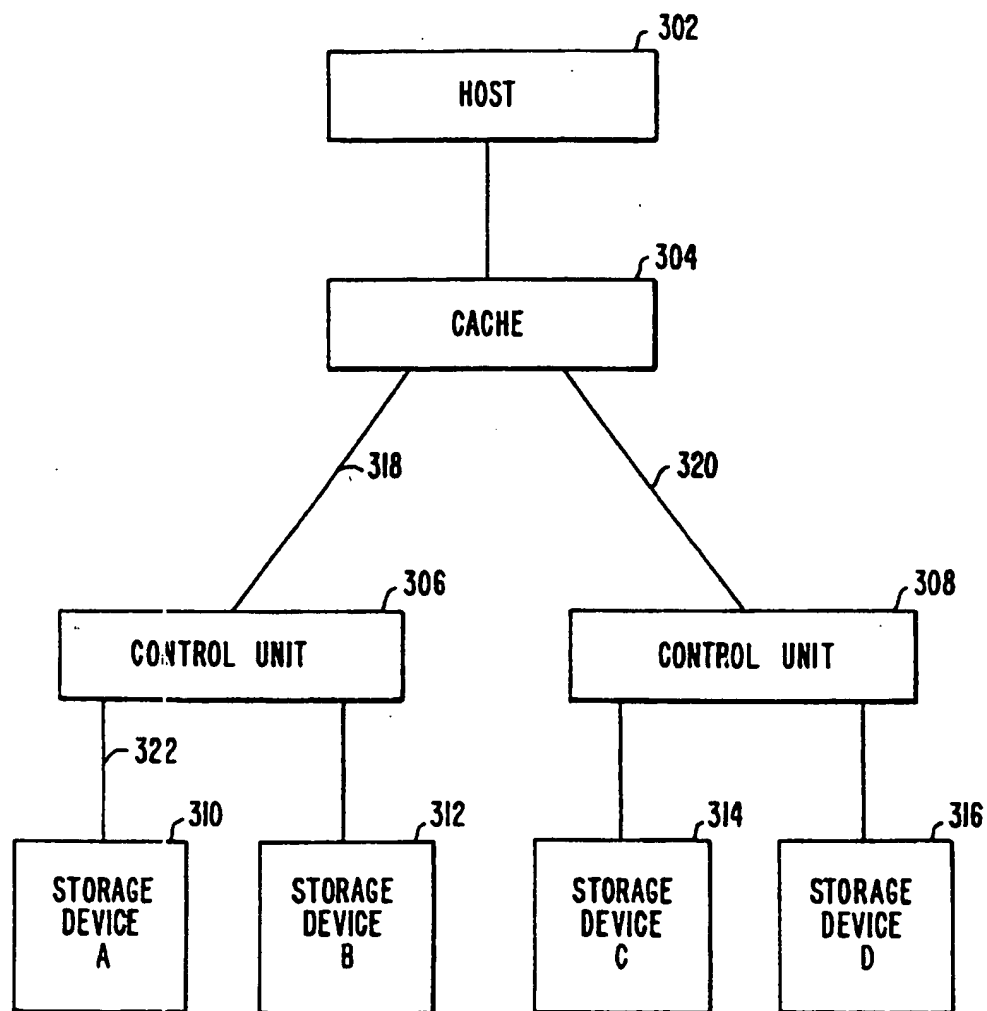 302
HOST
304
CACHE
318
320
306
308
CONTROL UNIT
CONTROL UNIT
322
310
312
314
316
STORAGE
DEVICE
A
STORAGE
DEVICE
B
STORAGE
DEVICE
C
STORAGE
DEVICE
D